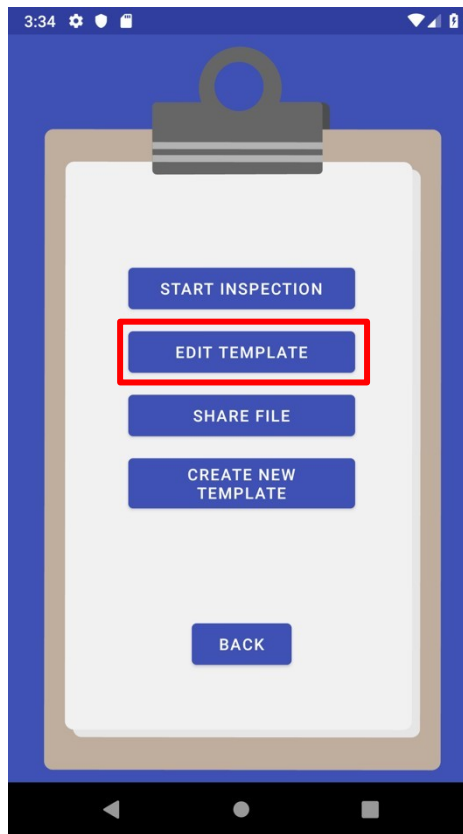 3:34
START INSPECTION
EDIT TEMPLATE
SHARE FILE
CREATE NEW
TEMPLATE
BACK